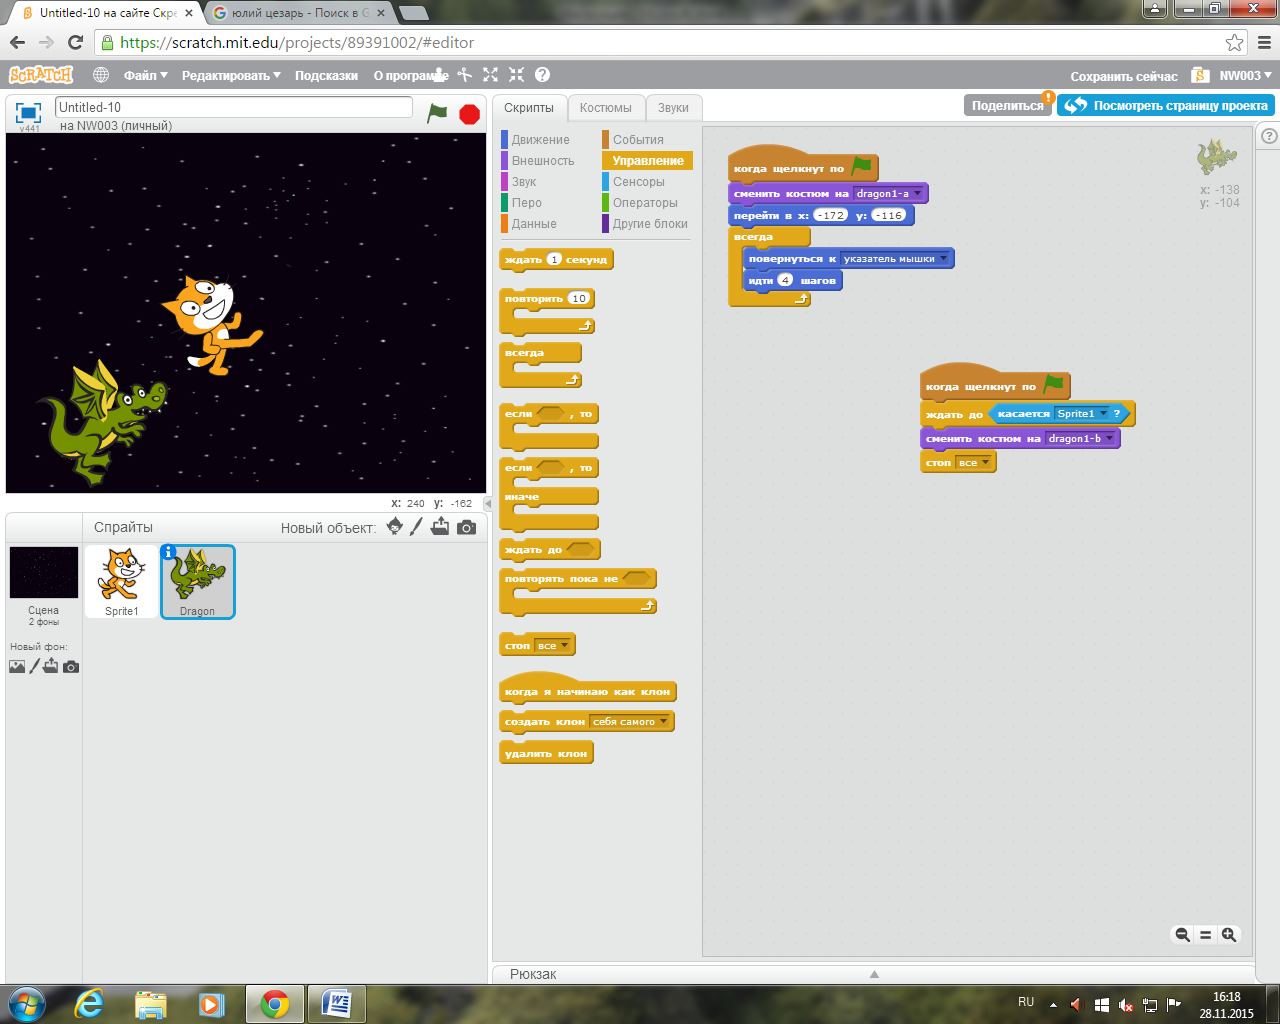 Untitled-10 на сайте Скре
юлий цезарь - Поиск в G
https://scratch.mit.edu/projects/89391002/#editor
SCRATCH
Файл
Редактировать
Подсказки
О программе
Сохранить сейчас
NW003
Untitled-10
на NW003 (личный)
v441
Скрипты
Костюмы
Звуки
Поделиться
!
Посмотреть страницу проекта
Движение
События
Внешность
Управление
Звук
Сенсоры
Перо
Операторы
Данные
Другие блоки
ждать 1 секунд
повторить 10
всегда
если , то
если , то
иначе
ждать до
повторять пока не
стоп все
когда я начинаю как клон
создать клон себя самого
удалить клон
когда щелкнут по
сменить костюм на dragon1-a
перейти в x: -172 y: -116
всегда
повернуться к указатель мышки
идти 4 шагов
когда щелкнут по
ждать до касается Sprite1 ?
сменить костюм на dragon1-b
стоп все
x: -138
y: -104
x: 240 y: -162
Спрайты
Новый объект:
Сцена
2 фоны
Новый фон:
Sprite1
Dragon
Рюкзак
RU
16:18
28.11.2015